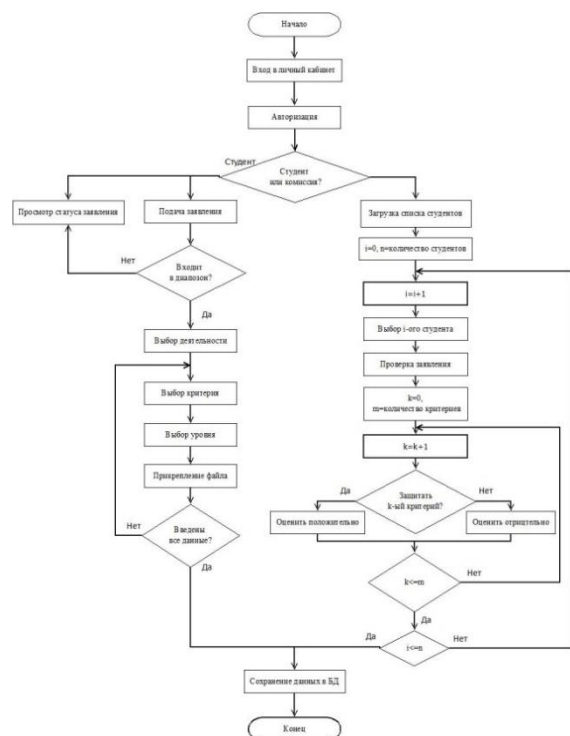 Начало
Вход в личный кабинет
Авторизация
Студент
Студент
или комиссия?
Просмотр статуса заявления
Подача заявления
Загрузка списка студентов
i=0, n=количество студентов
Нет
Входит
в диапозон?
Да
i=i+1
Выбор i-ого студента
Выбор деятельности
Проверка заявления
Выбор критерия
k=0,
m=количество критериев
Выбор уровня
k=k+1
Прикрепление файла
Да
Защитать
k-ый критерий?
Нет
Оценить положительно
Оценить отрицтельно
Нет
Введены
все данные?
Да
k<=m
Нет
Да
Да
i<=n
Нет
Сохранение данных в БД
Конец